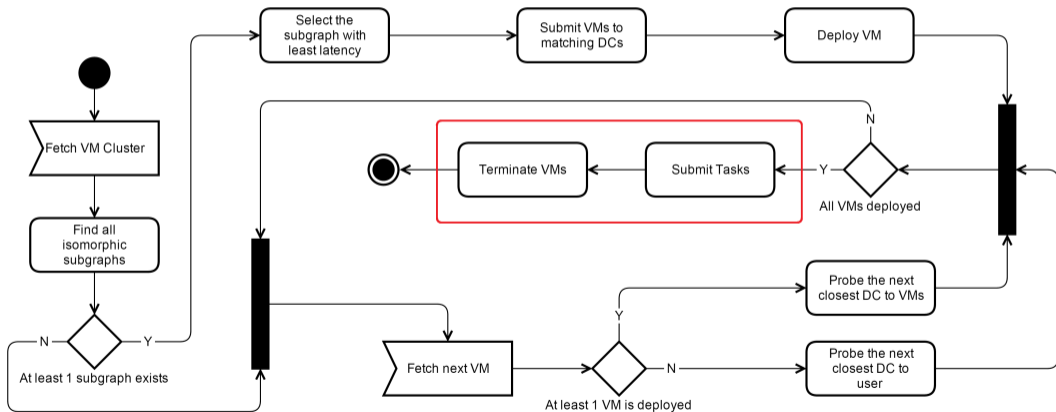 Select the
subgraph with
least latency
Submit VMs to
matching DCs
Deploy VM
Fetch VM Cluster
N
Terminate VMs
Submit Tasks
Y
All VMs deployed
Find all
isomorphic
subgraphs
N
Y
At least 1 subgraph exists
Probe the next
closest DC to VMs
Y
Fetch next VM
N
At least 1 VM is deployed
Probe the next
closest DC to
user